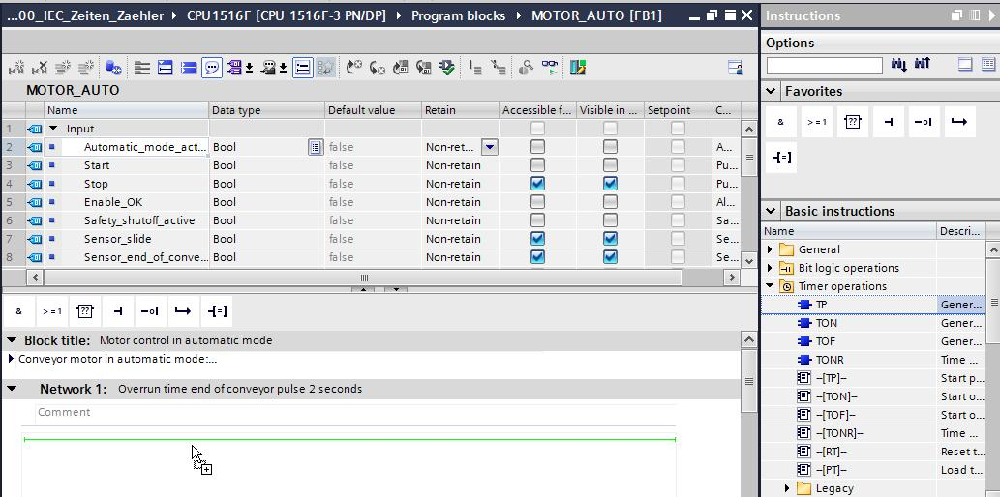 ...00_IEC_Zeiten_Zaehler ▸ CPU1516F [CPU 1516F-3 PN/DP] ▸ Program blocks ▸ MOTOR_AUTO [FB1]
MOTOR_AUTO
Name Data type Default value Retain Accessible f... Visible in ... Setpoint C...
1 Input
2 Automatic_mode_act... Bool false Non-ret... A...
3 Start Bool false Non-retain Pu...
4 Stop Bool false Non-retain Pu...
5 Enable_OK Bool false Non-retain Al...
6 Safety_shutoff_active Bool false Non-retain Sa...
7 Sensor_slide Bool false Non-retain Se...
8 Sensor_end_of_conve... Bool false Non-retain Se...
& >=1 [??] -[=]
Block title: Motor control in automatic mode
Conveyor motor in automatic mode:...
Network 1: Overrun time end of conveyor pulse 2 seconds
Comment
Instructions
Options
Favorites
& >=1 ?? -o|
-[=]
Basic instructions
Name Descri...
General
Bit logic operations
Timer operations
TP Gener...
TON Gener...
TOF Gener...
TONR Time ...
-[TP]- Start p...
-[TON]- Start o...
-[TOF]- Start o...
-[TONR]- Time ...
-[RT]- Reset t...
-[PT]- Load t...
Legacy